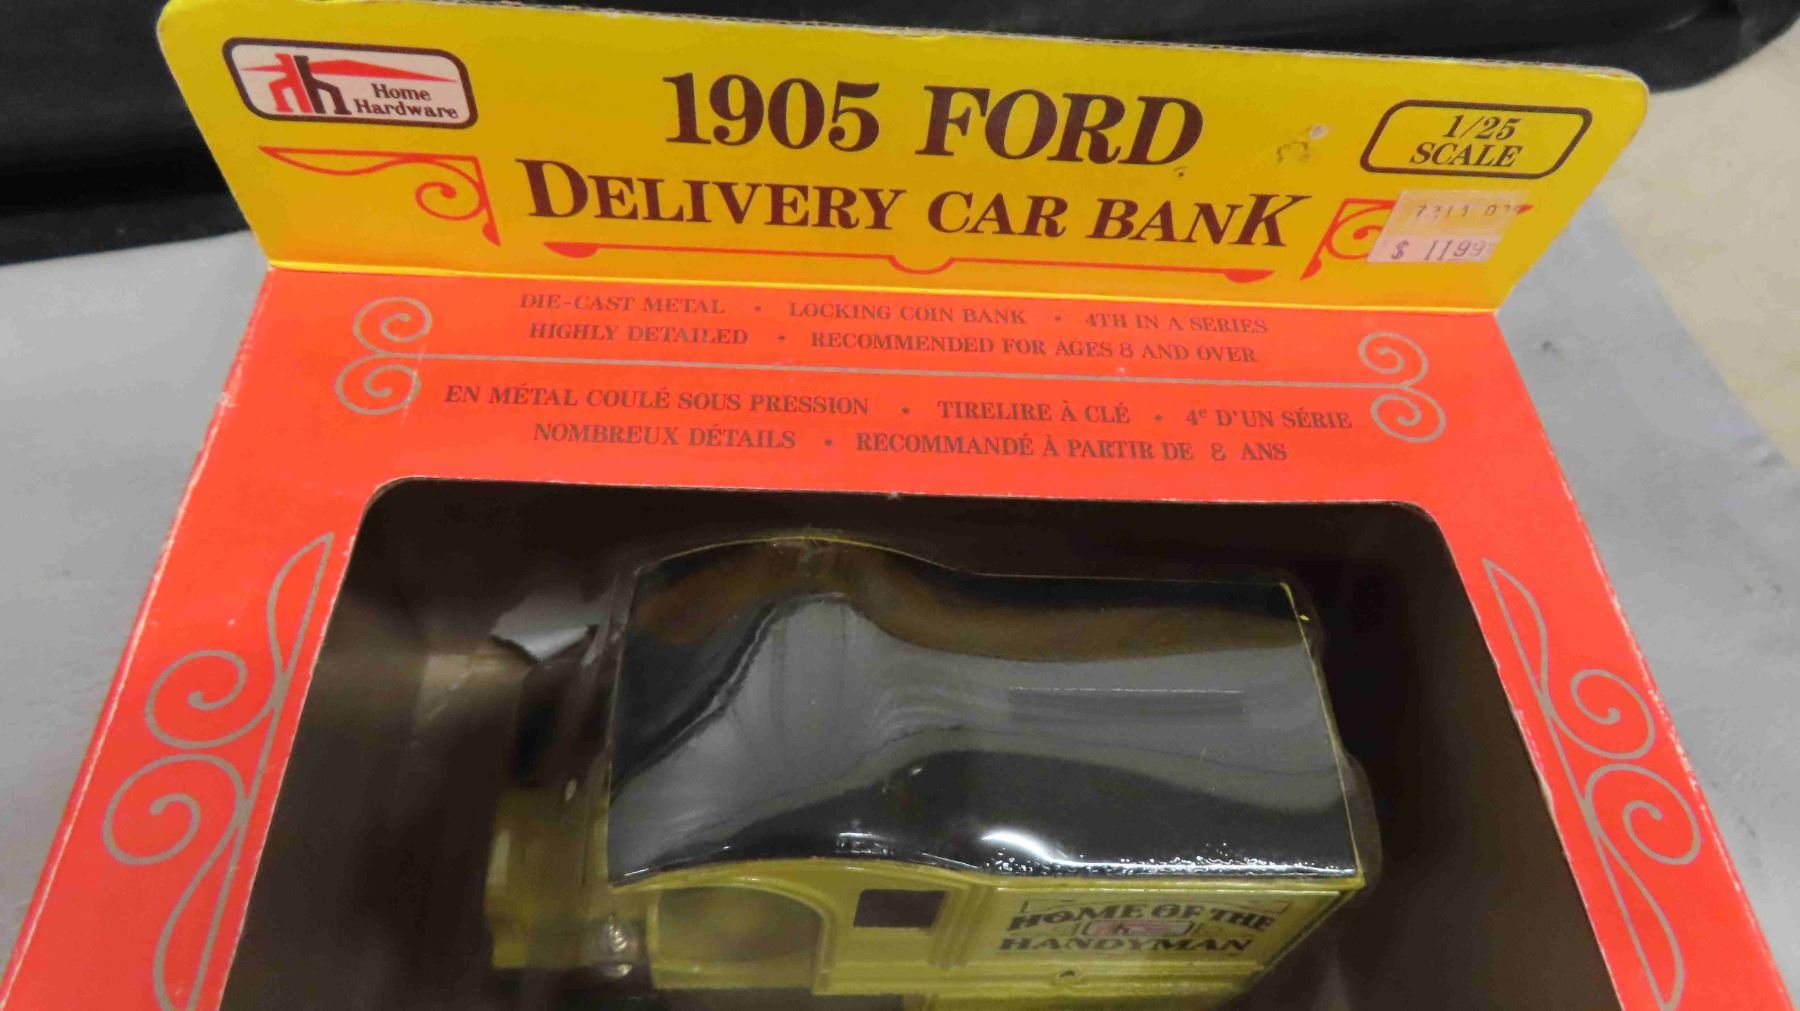 Home
Hardware
1905 FORD
DELIVERY CAR BANK
1/25
SCALE
$ 11.99
DIE-CAST METAL • LOCKING COIN BANK • 4TH IN A SERIES
HIGHLY DETAILED • RECOMMENDED FOR AGES 8 AND OVER
EN MÉTAL COULÉ SOUS PRESSION • TIRELIRE À CLÉ • 4e D'UN SÉRIE
NOMBREUX DÉTAILS • RECOMMANDÉ À PARTIR DE 8 ANS
HOME OF THE
HANDYMAN